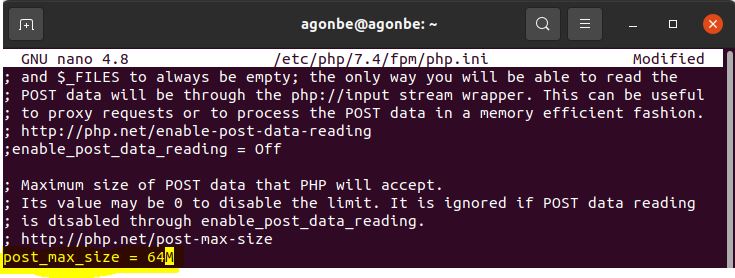 agonbe@agonbe: ~
GNU nano 4.8 /etc/php/7.4/fpm/php.ini Modified
; and $_FILES to always be empty; the only way you will be able to read the
; POST data will be through the php://input stream wrapper. This can be useful
; to proxy requests or to process the POST data in a memory efficient fashion.
; http://php.net/enable-post-data-reading
;enable_post_data_reading = Off
; Maximum size of POST data that PHP will accept.
; Its value may be 0 to disable the limit. It is ignored if POST data reading
; is disabled through enable_post_data_reading.
; http://php.net/post-max-size
post_max_size = 64M